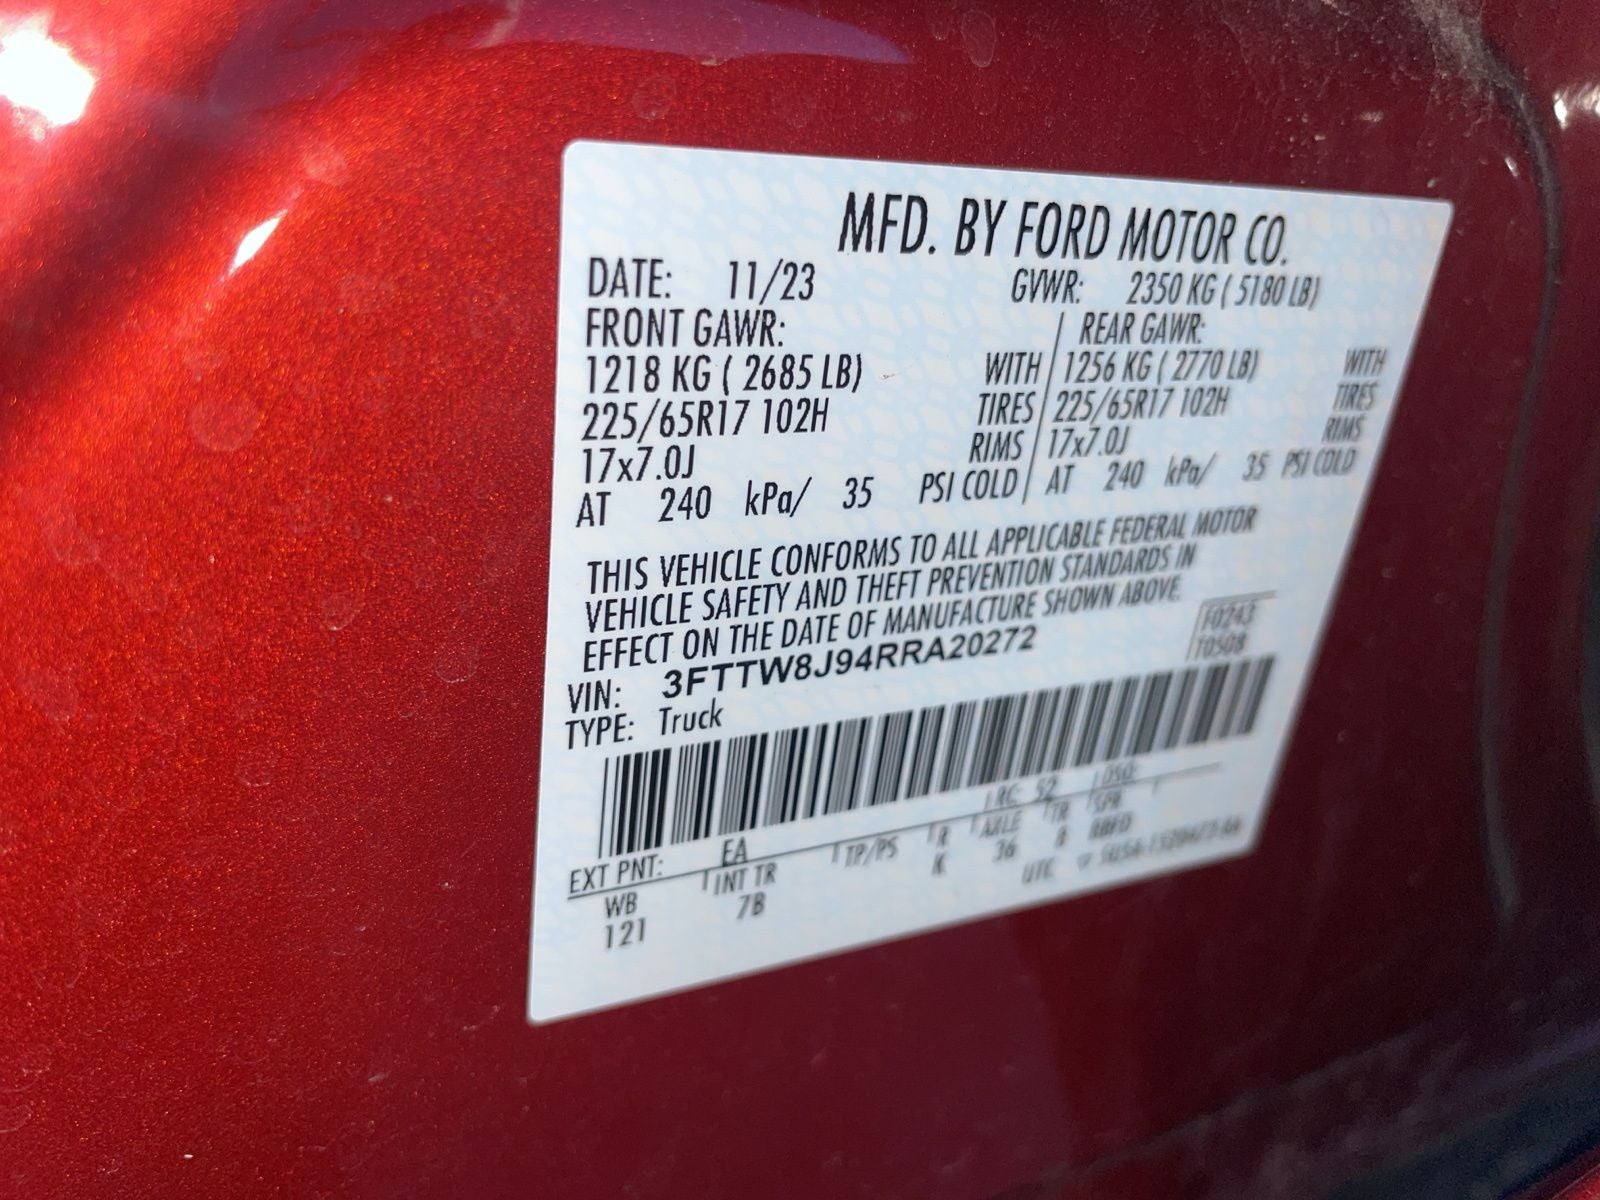 MFD. BY FORD MOTOR CO.
DATE: 11/23 GVWR: 2350 KG ( 5180 LB)
FRONT GAWR: REAR GAWR:
1218 KG ( 2685 LB) WITH 1256 KG ( 2770 LB) WITH
225/65R17 102H TIRES 225/65R17 102H TIRES
17x7.0J RIMS 17x7.0J RIMS
AT 240 kPa/ 35 PSI COLD AT 240 kPa/ 35 PSI COLD
THIS VEHICLE CONFORMS TO ALL APPLICABLE FEDERAL MOTOR
VEHICLE SAFETY AND THEFT PREVENTION STANDARDS IN
EFFECT ON THE DATE OF MANUFACTURE SHOWN ABOVE.
F0243
T0508
VIN: 3FTTW8J94RRA20272
TYPE: Truck
EXT PNT: EA RC: 52 DSO:
WB INT TR TP/PS R AXLE TR SPR
121 7B K 36 8
UTC